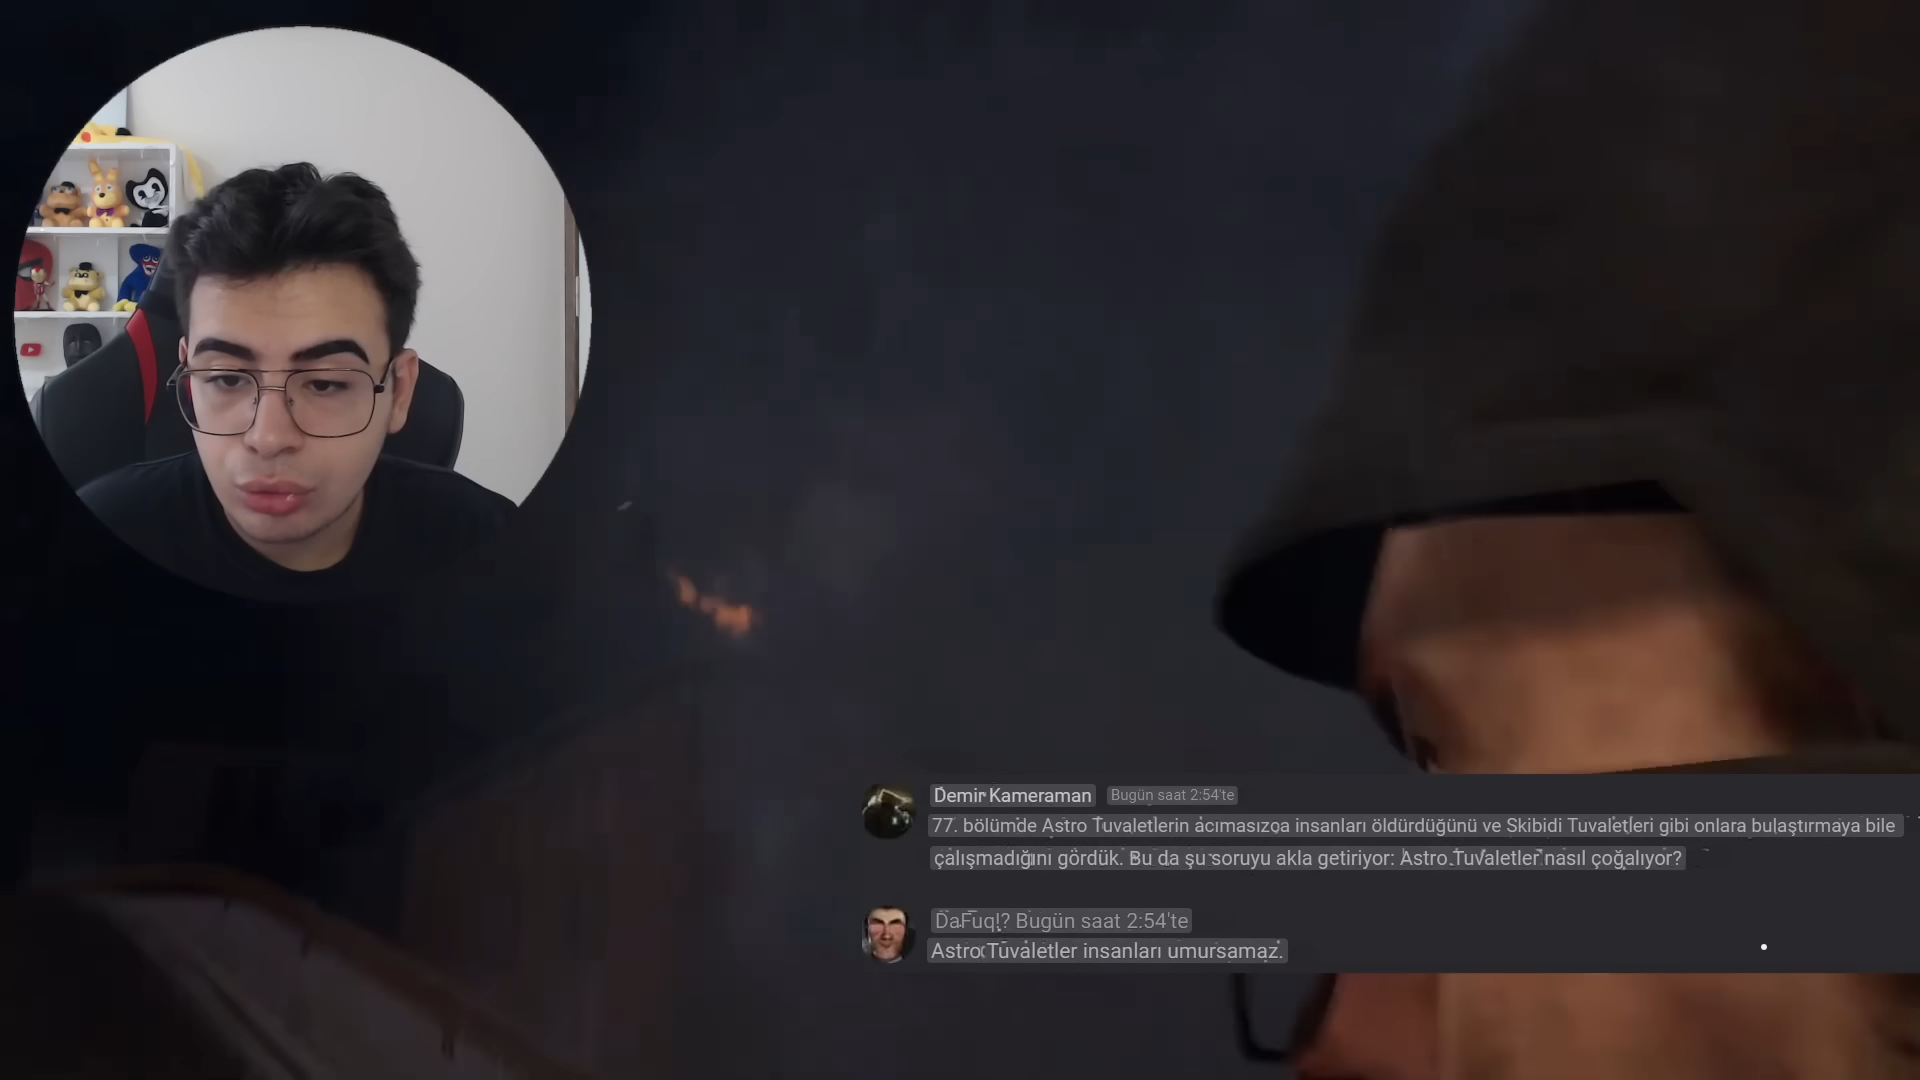 Demir Kameraman Bugün saat 2:54'te
77. bölümde Astro Tuvaletlerin acımasızca insanları öldürdüğünü ve Skibidi Tuvaletleri gibi onlara bulaştırmaya bile
çalışmadığını gördük. Bu da şu soruyu akla getiriyor: Astro Tuvaletler nasıl çoğalıyor?
DaFuq!? Bugün saat 2:54'te
Astro Tuvaletler insanları umursamaz.